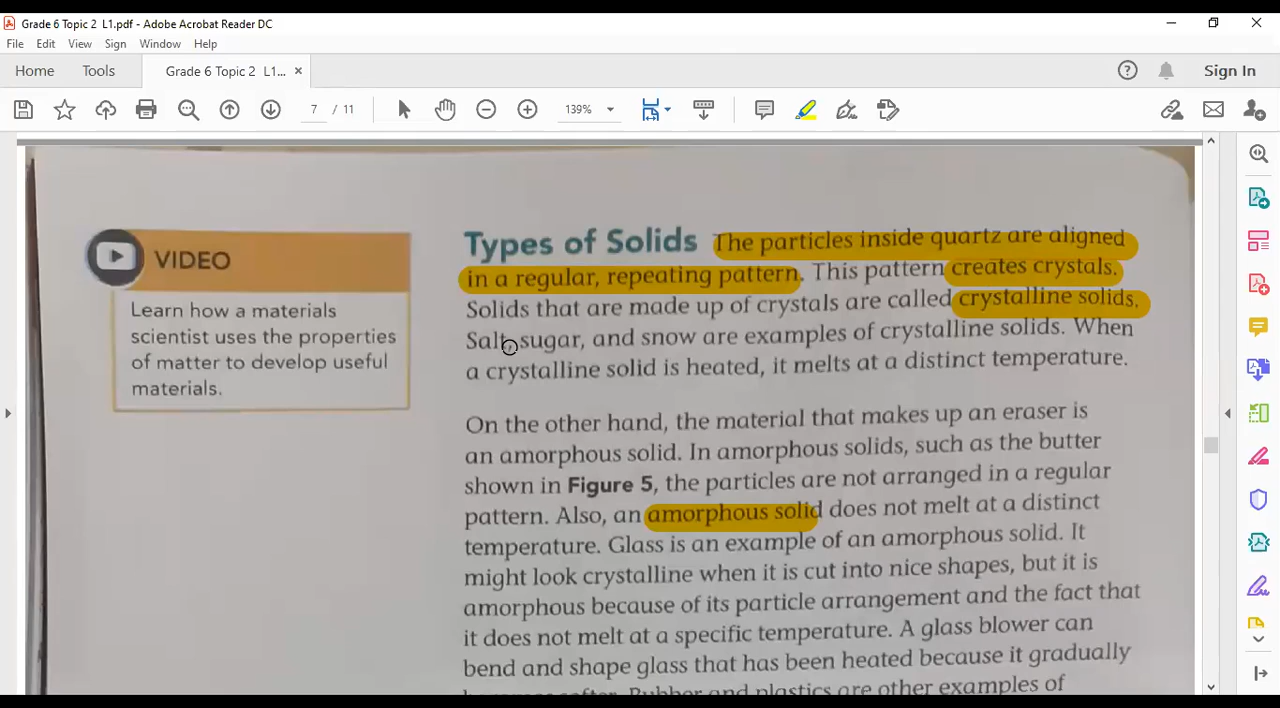 Grade 6 Topic 2 L1.pdf - Adobe Acrobat Reader DC
File Edit View Sign Window Help
Home Tools Grade 6 Topic 2 L1... ×
7 / 11 139%
Sign In
VIDEO
Learn how a materials
scientist uses the properties
of matter to develop useful
materials.
Types of Solids The particles inside quartz are aligned
in a regular, repeating pattern. This pattern creates crystals.
Solids that are made up of crystals are called crystalline solids.
Salt, sugar, and snow are examples of crystalline solids. When
a crystalline solid is heated, it melts at a distinct temperature.
On the other hand, the material that makes up an eraser is
an amorphous solid. In amorphous solids, such as the butter
shown in Figure 5, the particles are not arranged in a regular
pattern. Also, an amorphous solid does not melt at a distinct
temperature. Glass is an example of an amorphous solid. It
might look crystalline when it is cut into nice shapes, but it is
amorphous because of its particle arrangement and the fact that
it does not melt at a specific temperature. A glass blower can
bend and shape glass that has been heated because it gradually
Rubber and plastics are other examples of